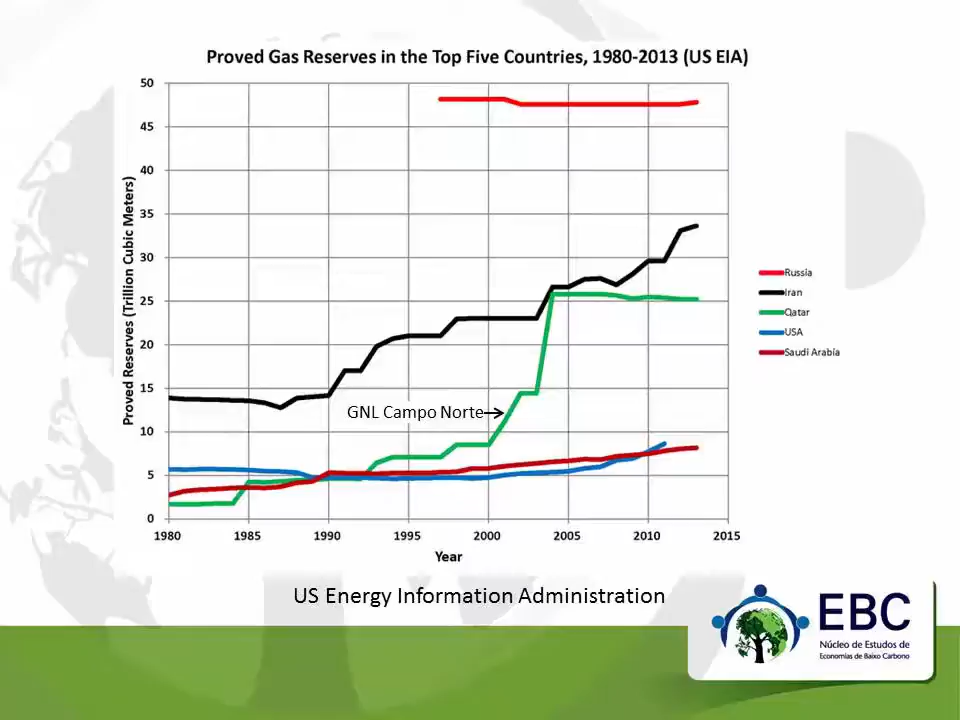 Proved Gas Reserves in the Top Five Countries, 1980-2013 (US EIA)
Proved Reserves (Trillion Cubic Meters)
50
45
40
35
30
25
20
15
10
5
0
GNL Campo Norte
1980 1985 1990 1995 2000 2005 2010 2015
Year
Russia
Iran
Qatar
USA
Saudi Arabia
US Energy Information Administration
EBC
Núcleo de Estudos de
Economias de Baixo Carbono